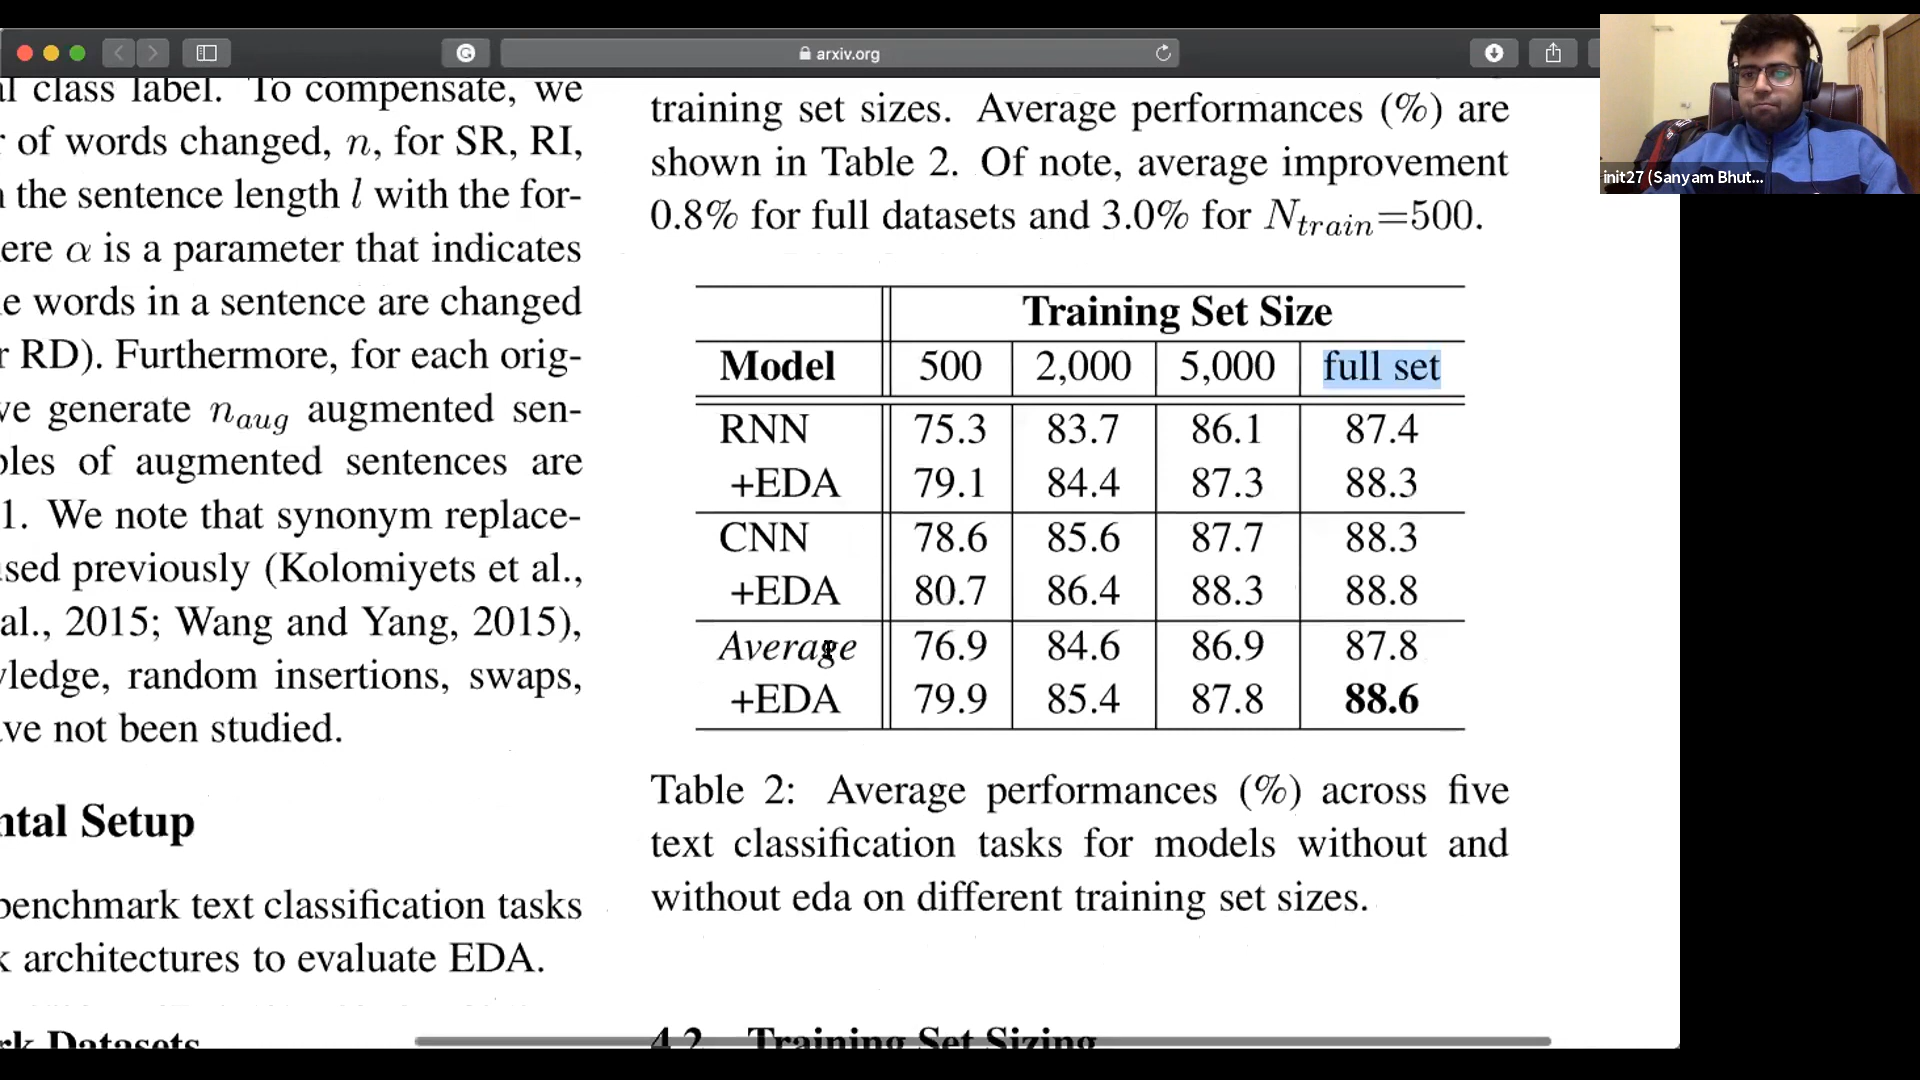 arxiv.org
init27 (Sanyam Bhut...
al class label. To compensate, we
r of words changed, n, for SR, RI,
the sentence length l with the for-
ere α is a parameter that indicates
e words in a sentence are changed
r RD). Furthermore, for each orig-
ve generate n_aug augmented sen-
ples of augmented sentences are
1. We note that synonym replace-
used previously (Kolomiyets et al.,
al., 2015; Wang and Yang, 2015),
wledge, random insertions, swaps,
ave not been studied.
ntal Setup
benchmark text classification tasks
k architectures to evaluate EDA.
rk Datasets
training set sizes. Average performances (%) are
shown in Table 2. Of note, average improvement
0.8% for full datasets and 3.0% for N_train=500.
Training Set Size
Model 500 2,000 5,000 full set
RNN 75.3 83.7 86.1 87.4
+EDA 79.1 84.4 87.3 88.3
CNN 78.6 85.6 87.7 88.3
+EDA 80.7 86.4 88.3 88.8
Average 76.9 84.6 86.9 87.8
+EDA 79.9 85.4 87.8 88.6
Table 2: Average performances (%) across five
text classification tasks for models without and
without eda on different training set sizes.
4.2 Training Set Sizing